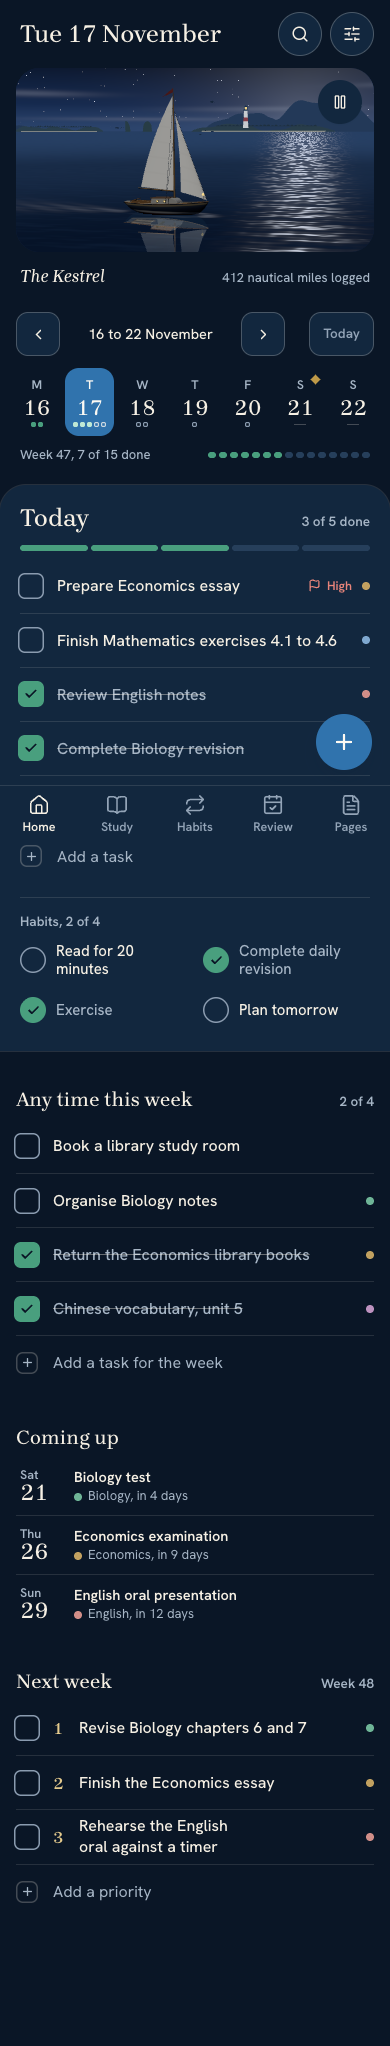 Tue 17 November
The Kestrel
412 nautical miles logged
16 to 22 November
Today
M T W T F S S
16 17 18 19 20 21 22
Week 47, 7 of 15 done
Today
3 of 5 done
Prepare Economics essay
High
Finish Mathematics exercises 4.1 to 4.6
Review English notes
Complete Biology revision
Home Study Habits Review Pages
Add a task
Habits, 2 of 4
Read for 20
minutes
Complete daily
revision
Exercise
Plan tomorrow
Any time this week
2 of 4
Book a library study room
Organise Biology notes
Return the Economics library books
Chinese vocabulary, unit 5
Add a task for the week
Coming up
Sat
21
Biology test
Biology, in 4 days
Thu
26
Economics examination
Economics, in 9 days
Sun
29
English oral presentation
English, in 12 days
Next week
Week 48
1 Revise Biology chapters 6 and 7
2 Finish the Economics essay
3 Rehearse the English
oral against a timer
Add a priority